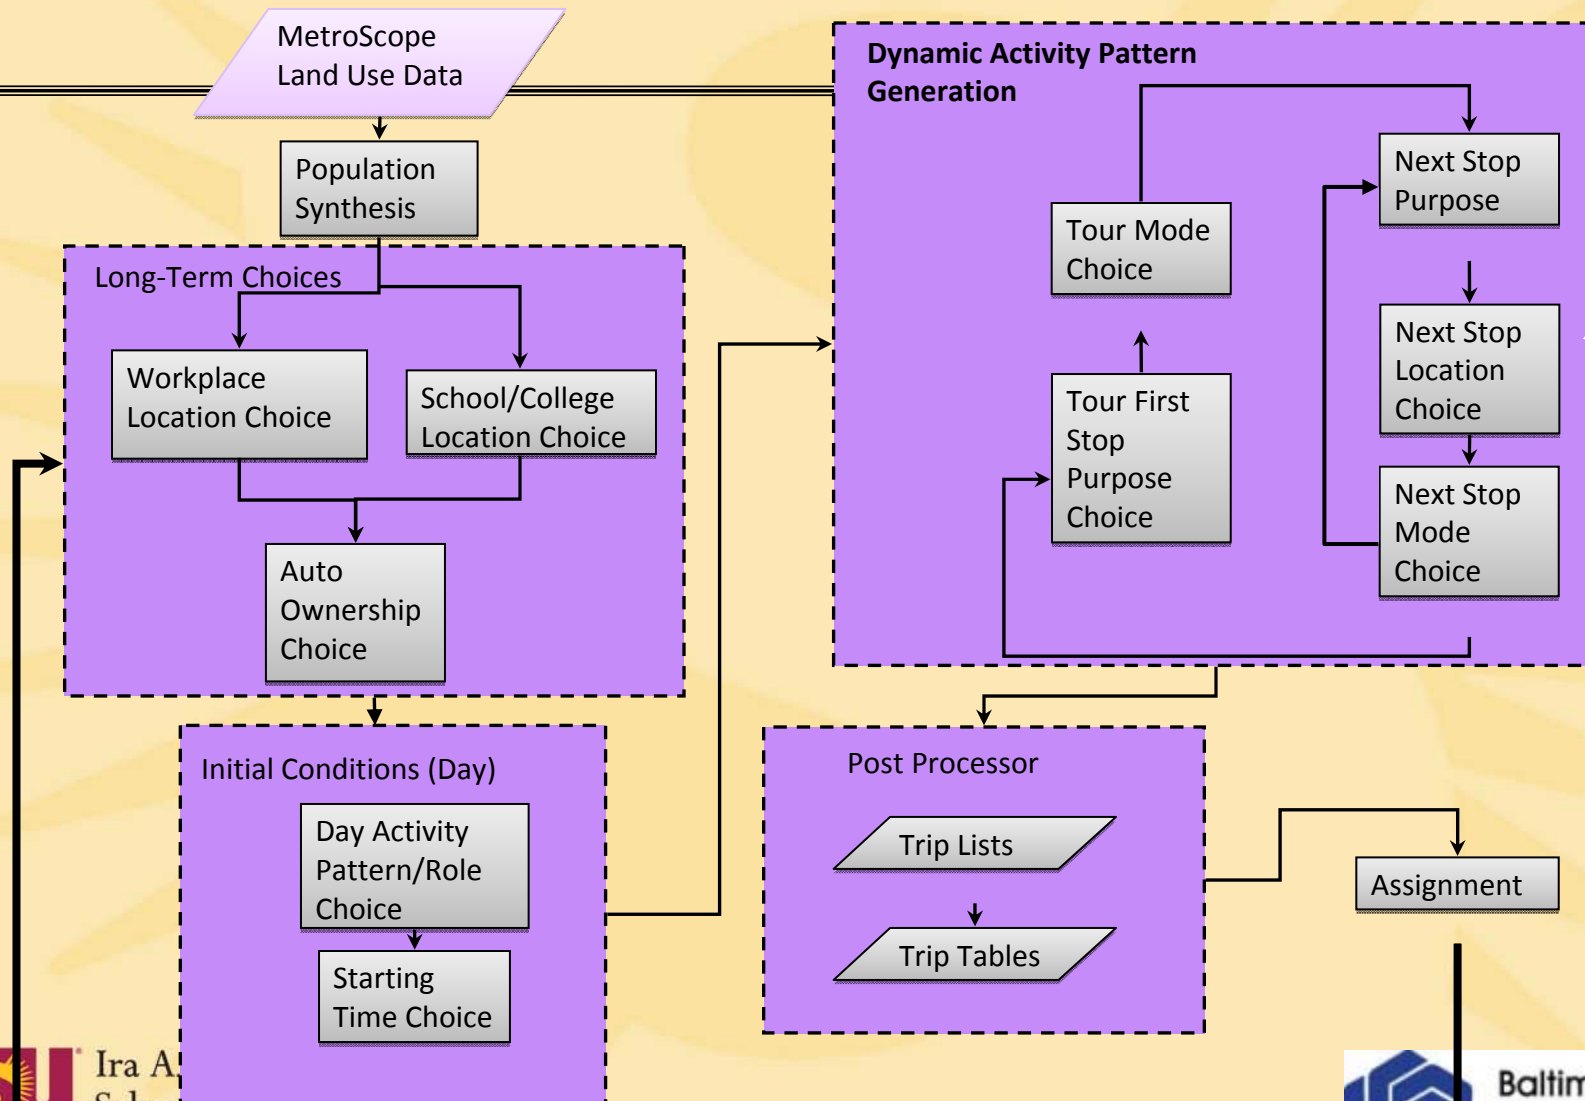 MetroScope
Land Use Data
Population
Synthesis
Long-Term Choices
Workplace
Location Choice
School/College
Location Choice
Auto
Ownership
Choice
Initial Conditions (Day)
Day Activity
Pattern/Role
Choice
Starting
Time Choice
Dynamic Activity Pattern
Generation
Tour Mode
Choice
Tour First
Stop
Purpose
Choice
Next Stop
Purpose
Next Stop
Location
Choice
Next Stop
Mode
Choice
Post Processor
Trip Lists
Trip Tables
Assignment
Ira A.
Baltim